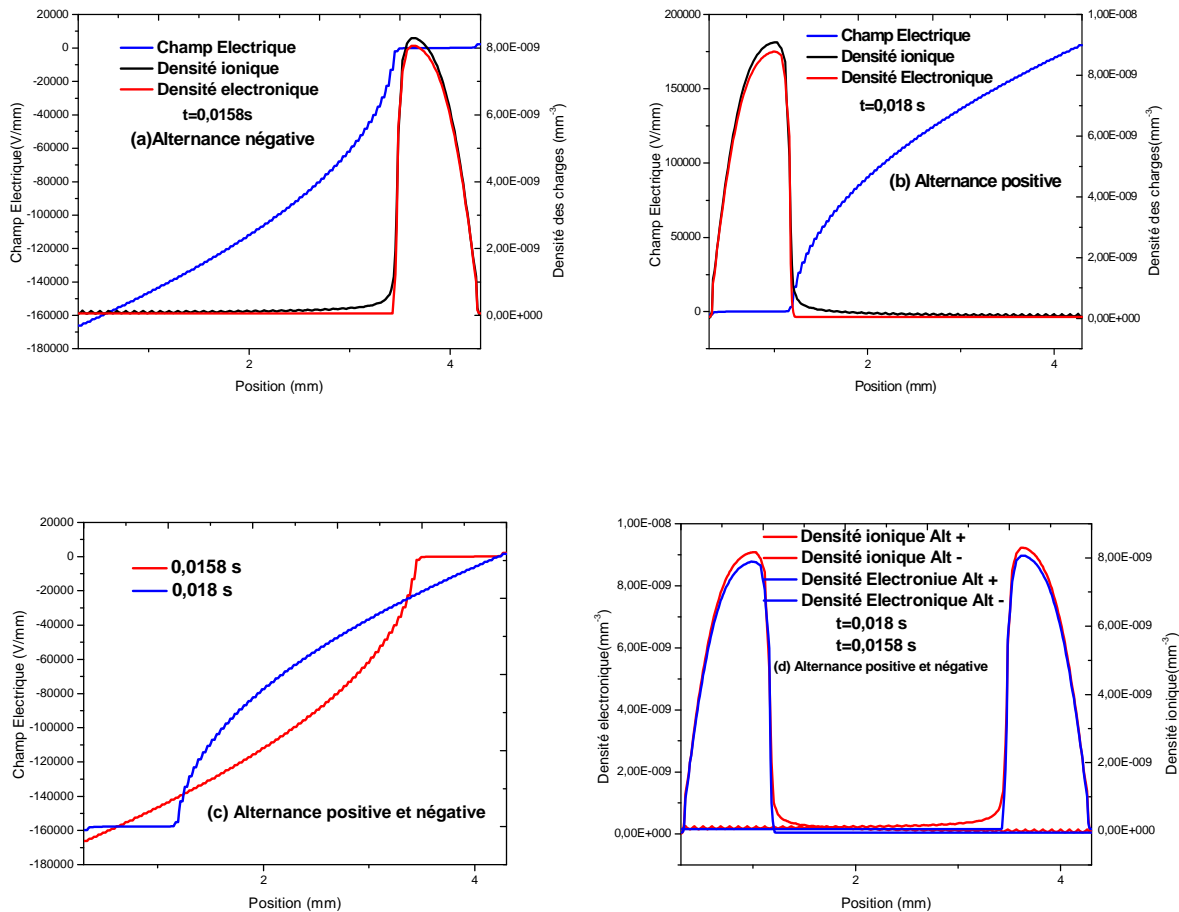 20000
0
-20000
-40000
-60000
-80000
-100000
-120000
-140000
-160000
-180000
Champ Electrique(V/mm)
Champ Electrique
Densité ionique
Densité electronique
t=0,0158s
(a)Alternance négative
8,00E-009
6,00E-009
4,00E-009
2,00E-009
0,00E+000
Densité des charges (mm-3)
2
4
Position (mm)
200000
150000
100000
50000
0
Champ Electrique (V/mm)
Champ Electrique
Densité ionique
Densité Electronique
t=0,018 s
(b) Alternance positive
1,00E-008
8,00E-009
6,00E-009
4,00E-009
2,00E-009
0,00E+000
Densité des charges(mm-3)
2
4
Position (mm)
20000
0
-20000
-40000
-60000
-80000
-100000
-120000
-140000
-160000
-180000
Champ Electrique (V/mm)
0,0158 s
0,018 s
(c) Alternance positive et négative
2
4
Position (mm)
1,00E-008
8,00E-009
6,00E-009
4,00E-009
2,00E-009
0,00E+000
Densité electronique(mm-3)
Densité ionique Alt +
Densité ionique Alt -
Densité Electroniue Alt +
Densité Electronique Alt -
t=0,018 s
t=0,0158 s
(d) Alternance positive et négative
8,00E-009
6,00E-009
4,00E-009
2,00E-009
0,00E+000
Densité ionique(mm-3)
2
4
Position (mm)